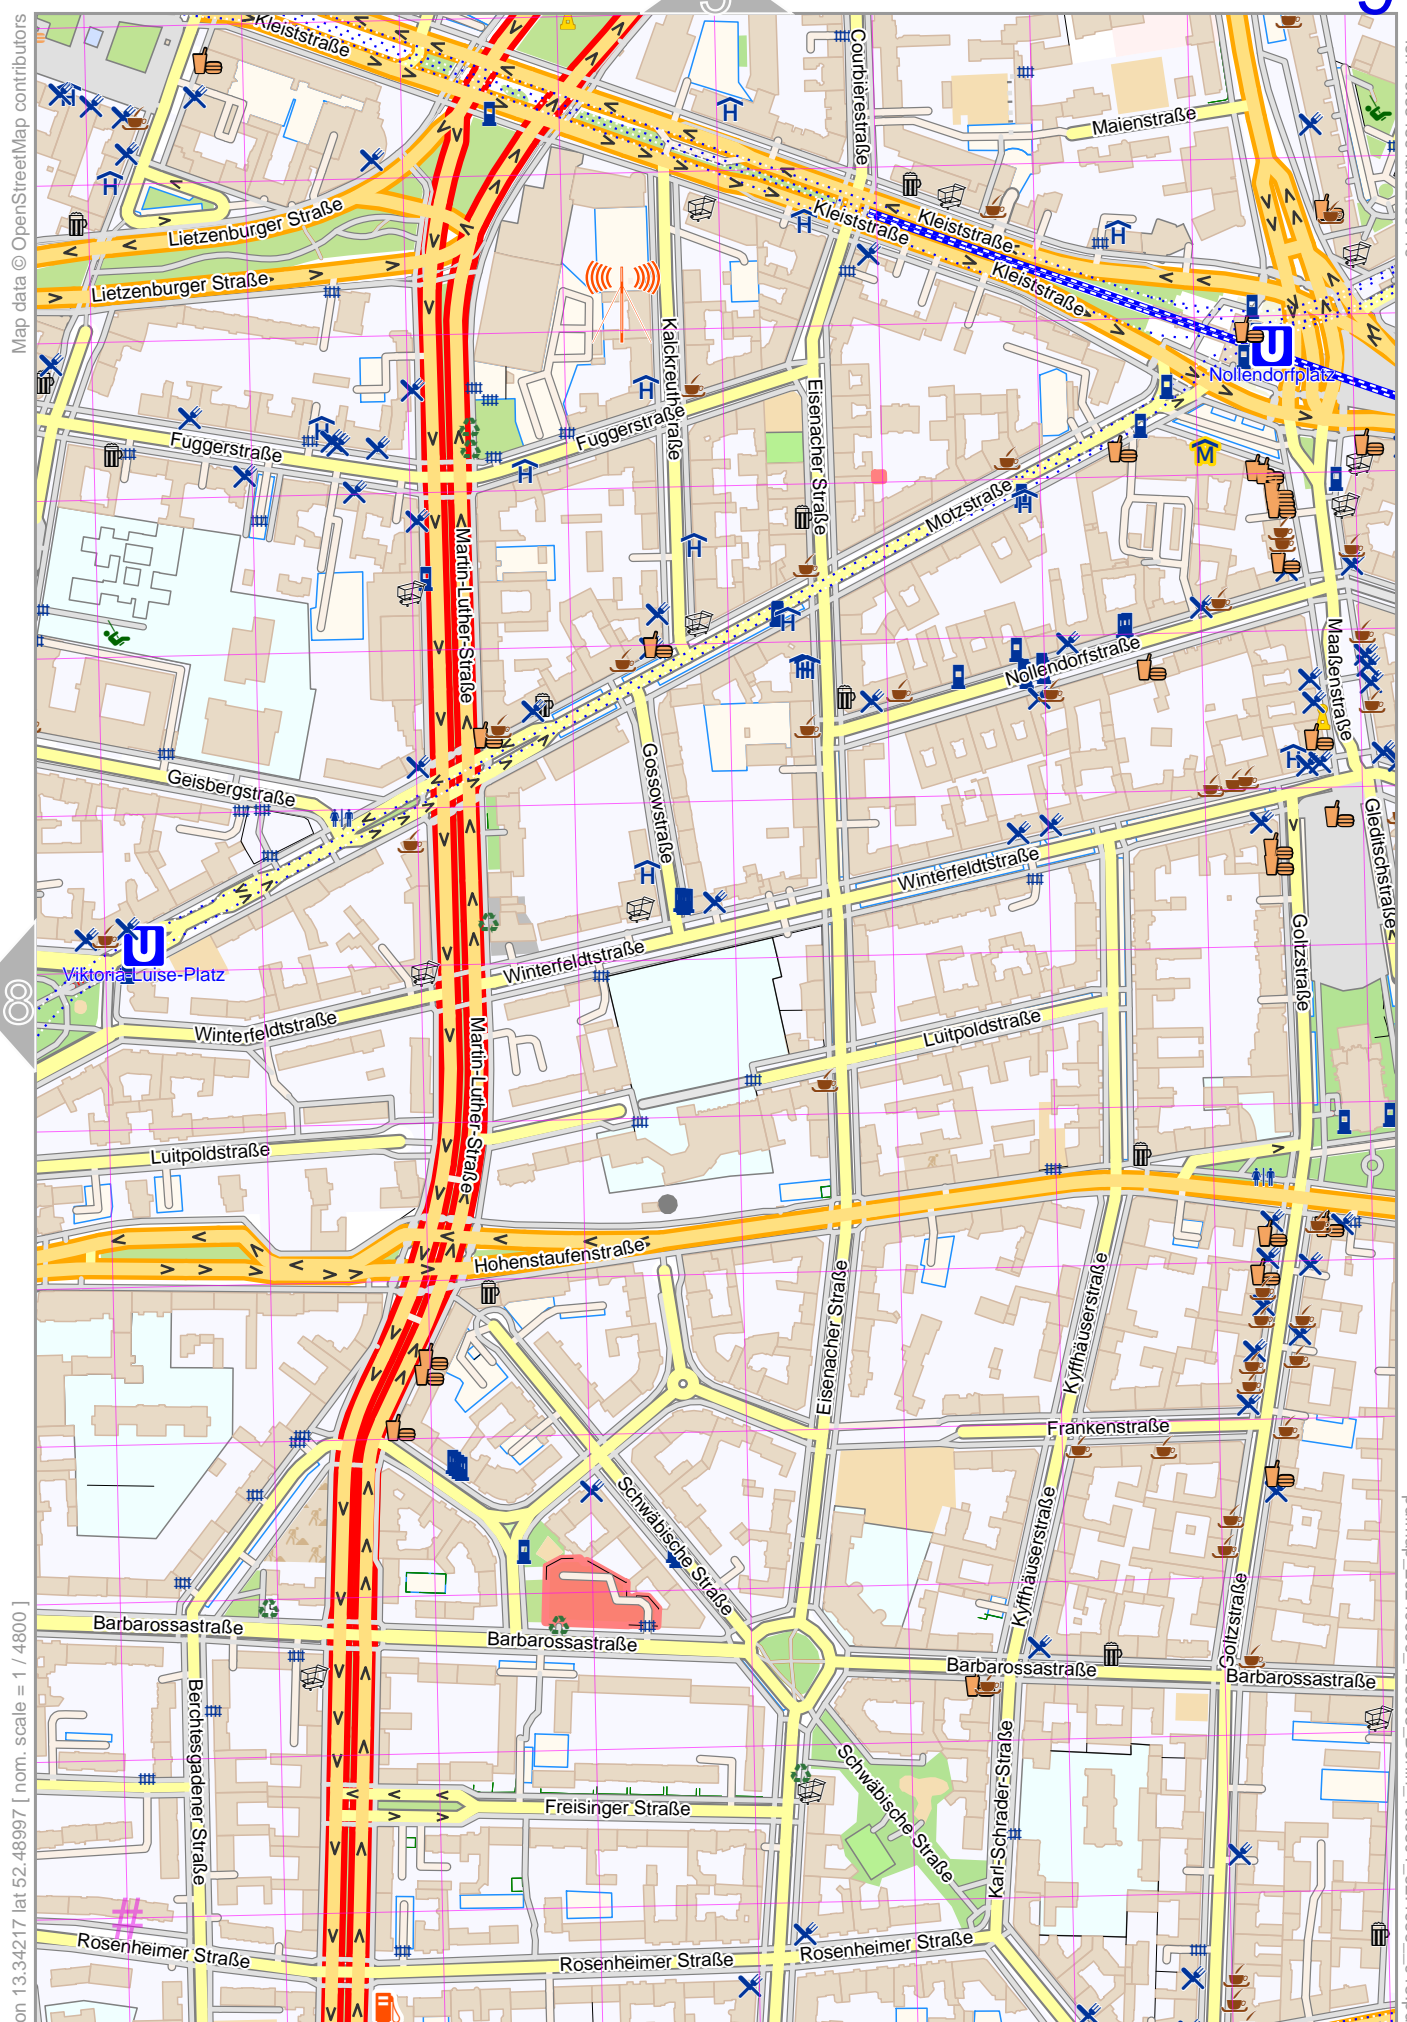 Kleiststraße
Courbièrestraße
Maienstraße
Lietzenburger Straße
Kleiststraße
Kleiststraße
Lietzenburger Straße
Kleiststraße
U
Nollendorfplatz
Kalckreuthstraße
Eisenacher Straße
Fuggerstraße
Fuggerstraße
H
M
Motzstraße
Martin-Luther-Straße
Nollendorfstraße
Maaßenstraße
Geisbergstraße
Gossowstraße
Gleditschstraße
Winterfeldtstraße
Goltzstraße
U
Viktoria-Luise-Platz
Winterfeldtstraße
8
Winterfeldtstraße
Luitpoldstraße
Martin-Luther-Straße
Luitpoldstraße
Hohenstaufenstraße
Eisenacher Straße
Kyffhäuserstraße
Frankenstraße
Schwäbische Straße
Kyffhäuserstraße
Goltzstraße
Barbarossastraße
Barbarossastraße
Barbarossastraße
Barbarossastraße
Berchtesgadener Straße
Schwäbische Straße
Karl-Schrader-Straße
Freisinger Straße
Rosenheimer Straße
Rosenheimer Straße
Rosenheimer Straße
Map data © OpenStreetMap contributors
on 13.34217 lat 52.48997 [ nom. scale = 1 / 4800 ]